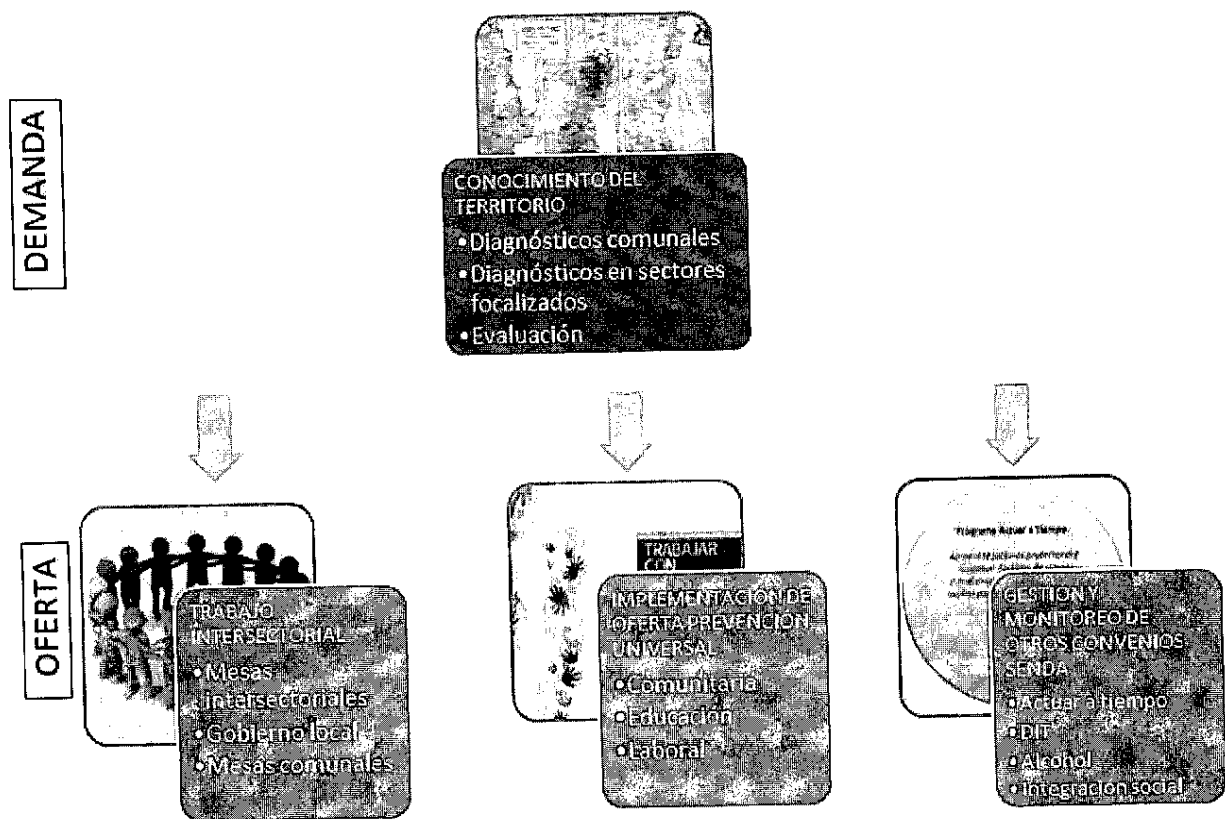 DEMANDA
CONOCIMIENTO DEL
TERRITORIO
•Diagnósticos comunales
•Diagnósticos en sectores
focalizados
•Evaluación
OFERTA
TRABAJO
INTERSECTORIAL
•Mesas
intersectoriales
•Gobierno local
•Mesas comunales
TRABAJAR
CON
IMPLEMENTACIÓN DE
OFERTA PREVENCION
UNIVERSAL
•Comunitaria
•Educación
•Laboral
Programa Actuar a Tiempo
GESTION Y
MONITOREO DE
OTROS CONVENIOS
SENDA
•Actuar a tiempo
•DIT
•Alcohol
•Integración social